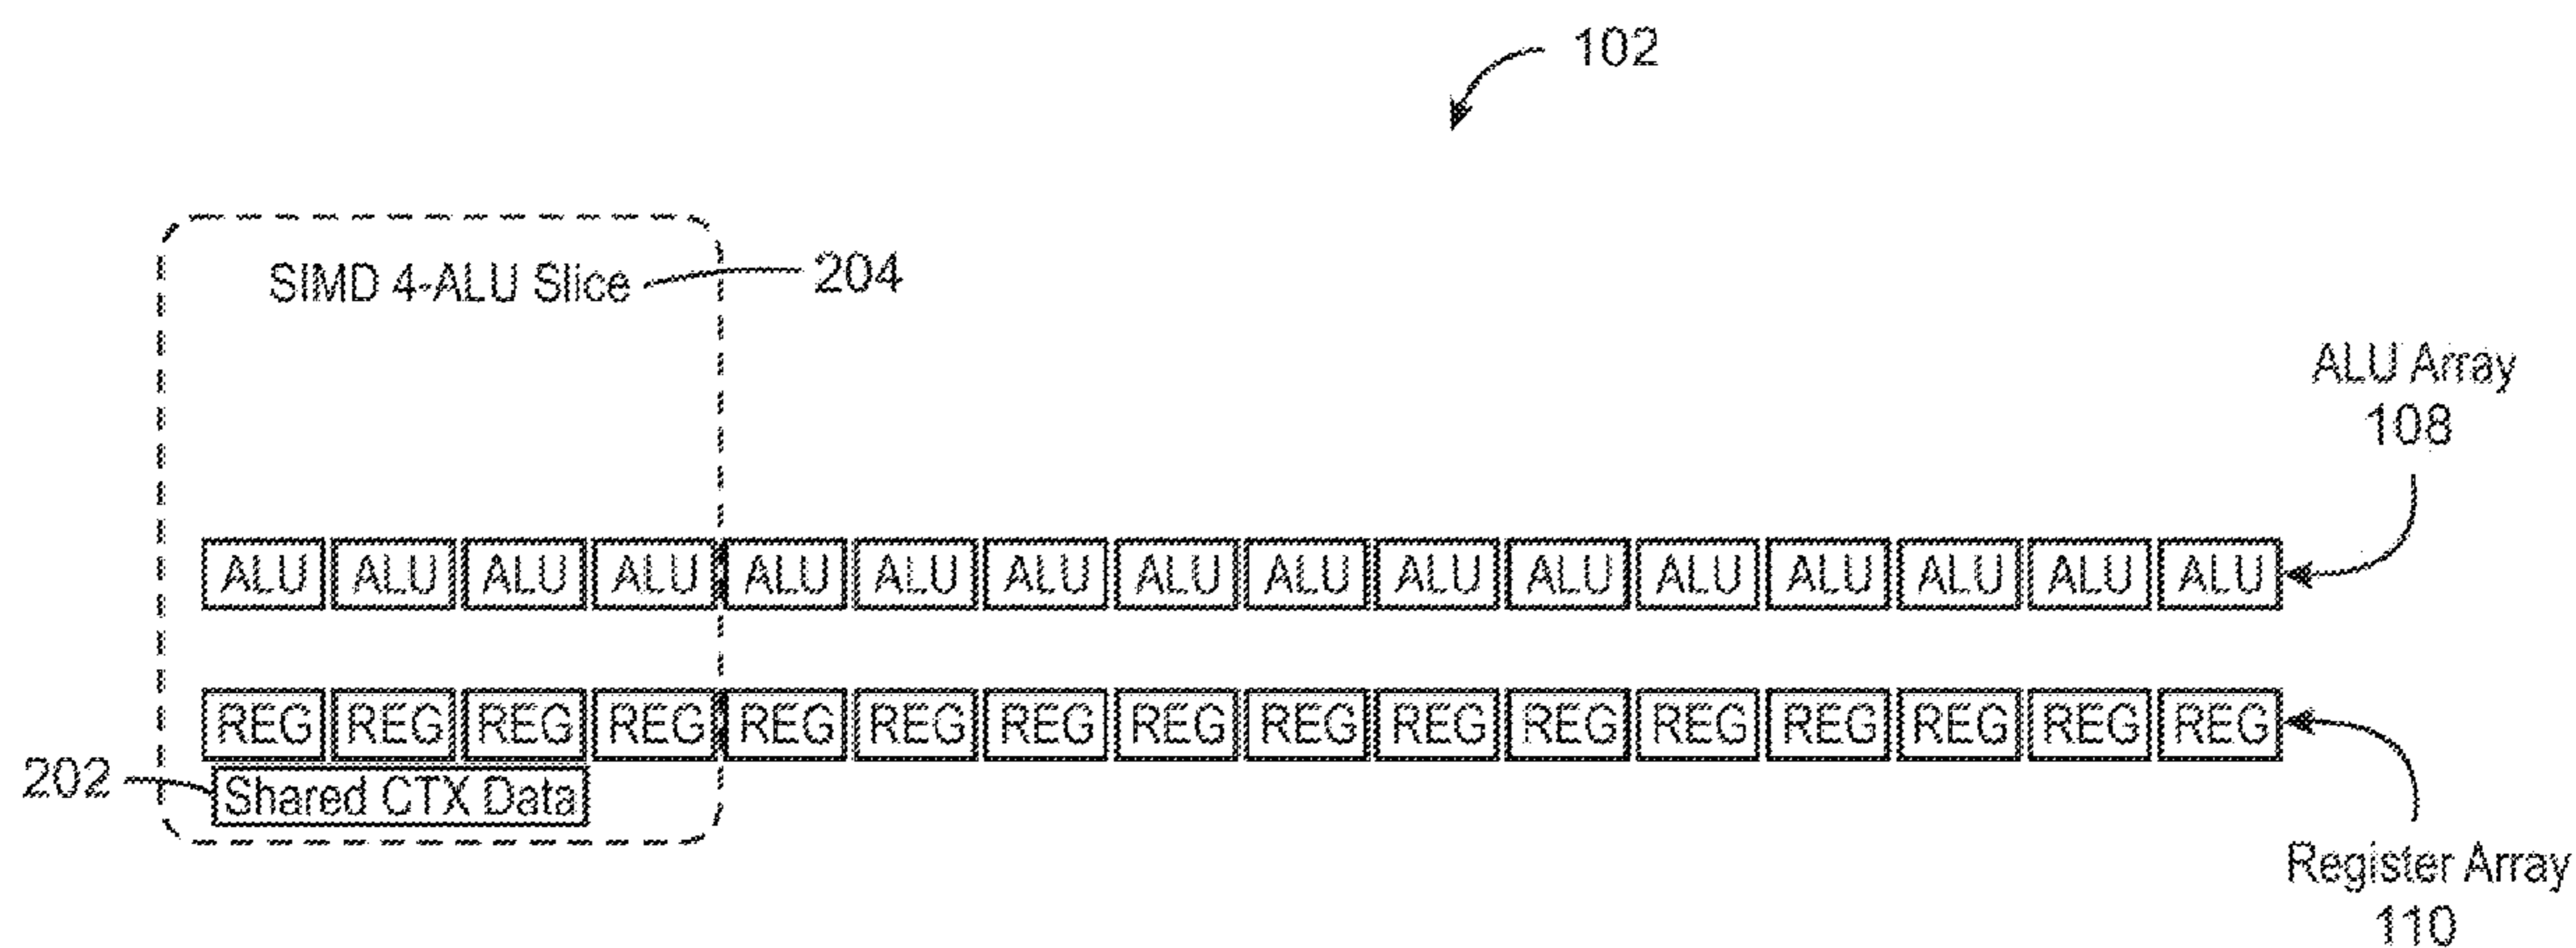 102
SIMD 4-ALU Slice
204
ALU Array
108
ALU ALU ALU ALU ALU ALU ALU ALU ALU ALU ALU ALU ALU ALU ALU ALU
REG REG REG REG REG REG REG REG REG REG REG REG REG REG REG REG
202
Shared CTX Data
Register Array
110